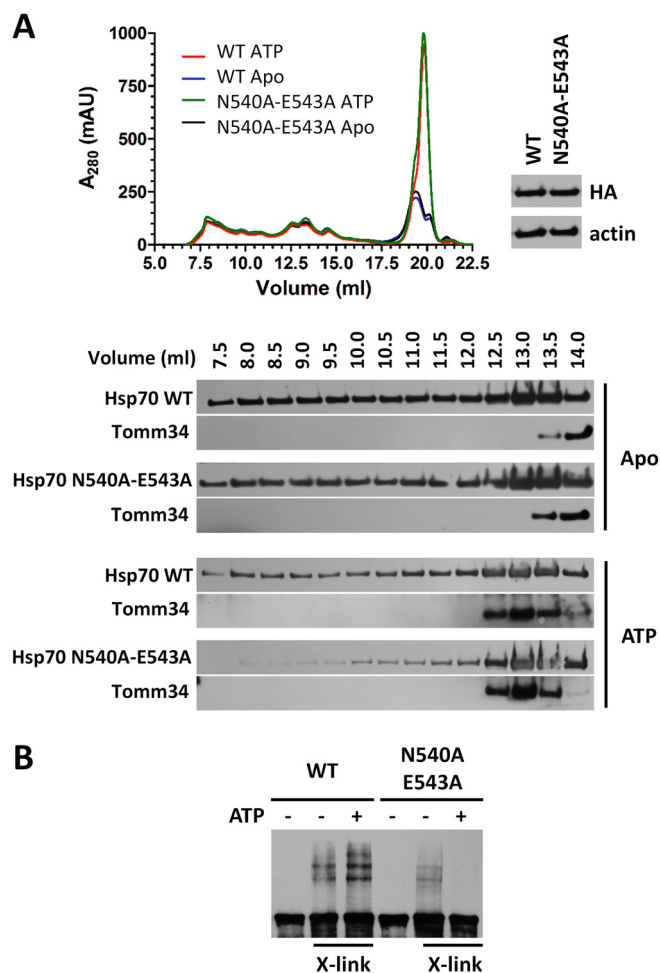 A
1000
750
500
250
0
A280 (mAU)
WT ATP
WT Apo
N540A-E543A ATP
N540A-E543A Apo
5.0 7.5 10.0 12.5 15.0 17.5 20.0 22.5
Volume (ml)
WT
N540A-E543A
HA
actin
Volume (ml) 7.5 8.0 8.5 9.0 9.5 10.0 10.5 11.0 11.5 12.0 12.5 13.0 13.5 14.0
Hsp70 WT
Tomm34
Hsp70 N540A-E543A
Tomm34
Apo
Hsp70 WT
Tomm34
Hsp70 N540A-E543A
Tomm34
ATP
B
WT
N540A
E543A
ATP - - + - - +
X-link X-link